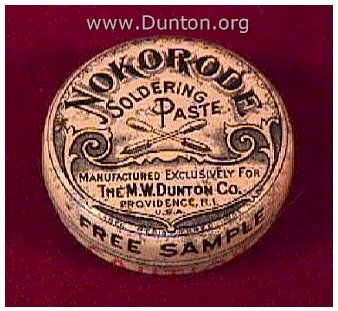 www.Dunton.org
NOKORODE
SOLDERING
PASTE
MANUFACTURED EXCLUSIVELY FOR
THE M.W. DUNTON CO.
PROVIDENCE, R.I.
U.S.A.
FREE SAMPLE